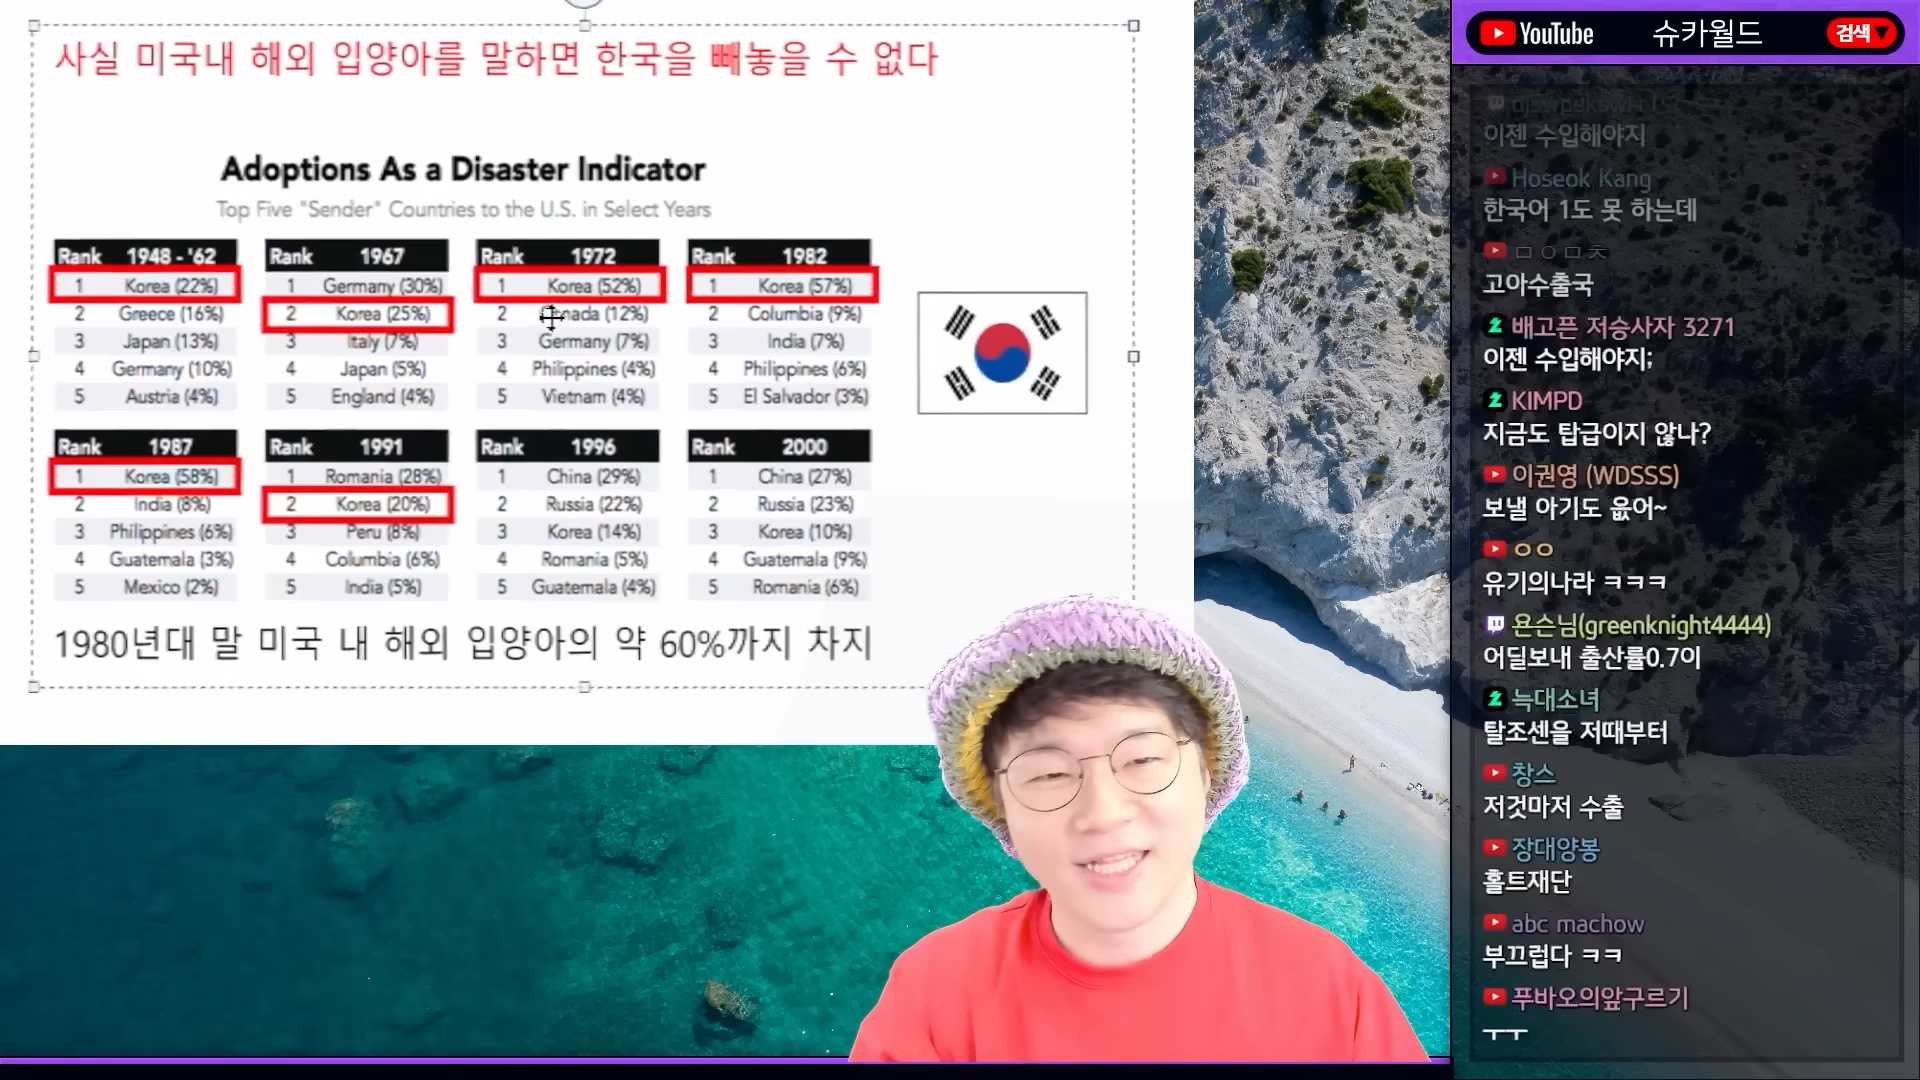 사실 미국내 해외 입양아를 말하면 한국을 빼놓을 수 없다
Adoptions As a Disaster Indicator
Top Five "Sender" Countries to the U.S. in Select Years
Rank 1948 - '62
1 Korea (22%)
2 Greece (16%)
3 Japan (13%)
4 Germany (10%)
5 Austria (4%)
Rank 1967
1 Germany (30%)
2 Korea (25%)
3 Italy (7%)
4 Japan (5%)
5 England (4%)
Rank 1972
1 Korea (52%)
2 nada (12%)
3 Germany (7%)
4 Philippines (4%)
5 Vietnam (4%)
Rank 1982
1 Korea (57%)
2 Columbia (9%)
3 India (7%)
4 Philippines (6%)
5 El Salvador (3%)
Rank 1987
1 Korea (58%)
2 India (8%)
3 Philippines (6%)
4 Guatemala (3%)
5 Mexico (2%)
Rank 1991
1 Romania (28%)
2 Korea (20%)
3 Peru (8%)
4 Columbia (6%)
5 India (5%)
Rank 1996
1 China (29%)
2 Russia (22%)
3 Korea (14%)
4 Romania (5%)
5 Guatemala (4%)
Rank 2000
1 China (27%)
2 Russia (23%)
3 Korea (10%)
4 Guatemala (9%)
5 Romania (6%)
1980년대 말 미국 내 해외 입양아의 약 60%까지 차지
YouTube 슈카월드 검색
이젠 수입해야지
Hoseok Kang
한국어 1도 못 하는데
ㅁㅇㅁㅊ
고아수출국
배고픈 저승사자 3271
이젠 수입해야지;
KIMPD
지금도 탑급이지 않나?
이권영 (WDSSS)
보낼 아기도 읎어~
ㅇㅇ
유기의나라 ㅋㅋㅋ
욘슨님(greenknight4444)
어딜보내 출산률0.7이
늑대소녀
탈조센을 저때부터
창스
저것마저 수출
장대양봉
홀트재단
abc machow
부끄럽다 ㅋㅋ
푸바오의앞구르기
ㅜㅜ